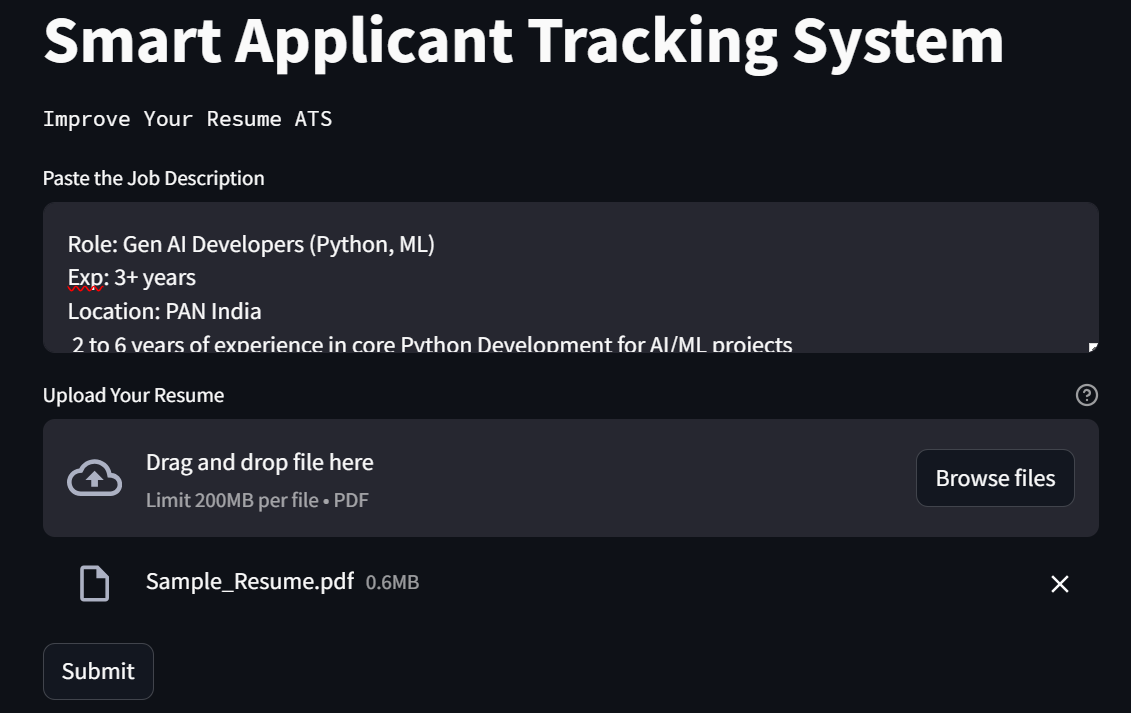 Smart Applicant Tracking System
Improve Your Resume ATS
Paste the Job Description
Role: Gen AI Developers (Python, ML)
Exp: 3+ years
Location: PAN India
2 to 6 years of experience in core Python Development for AI/ML projects
Upload Your Resume
?
Drag and drop file here
Limit 200MB per file • PDF
Browse files
Sample_Resume.pdf 0.6MB
Submit